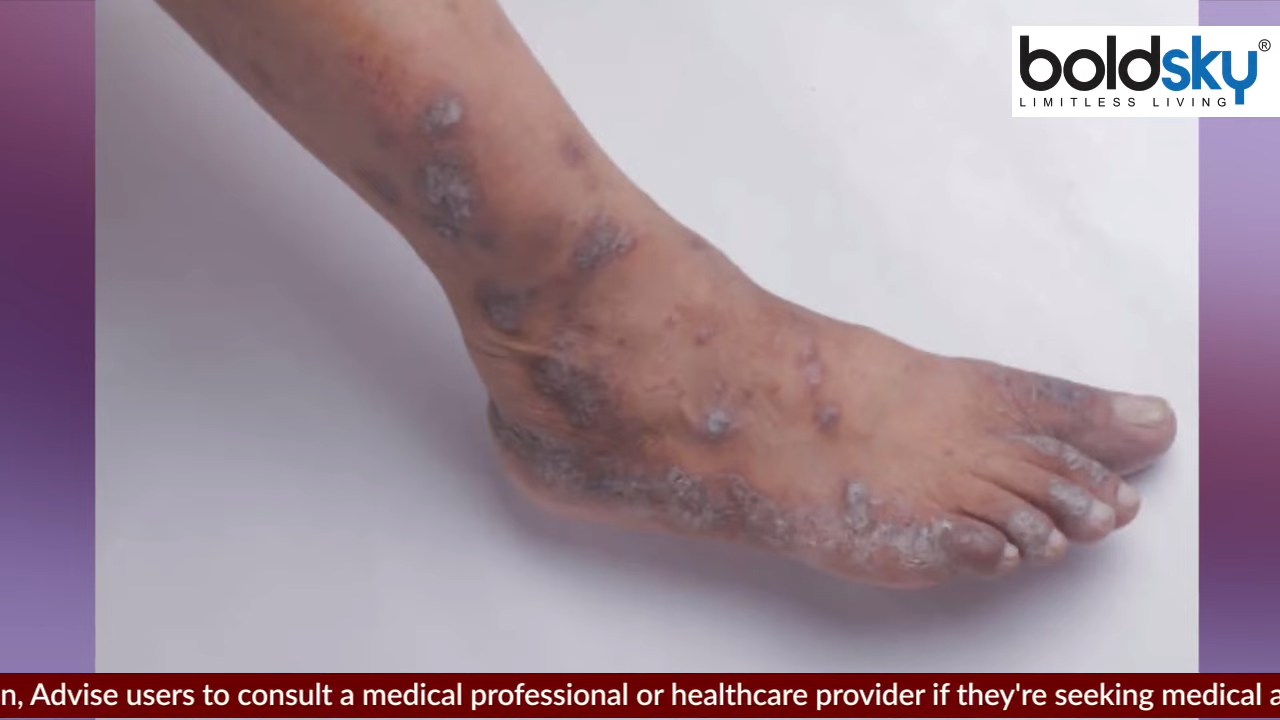 boldsky®
LIMITLESS LIVING
n, Advise users to consult a medical professional or healthcare provider if they're seeking medical a